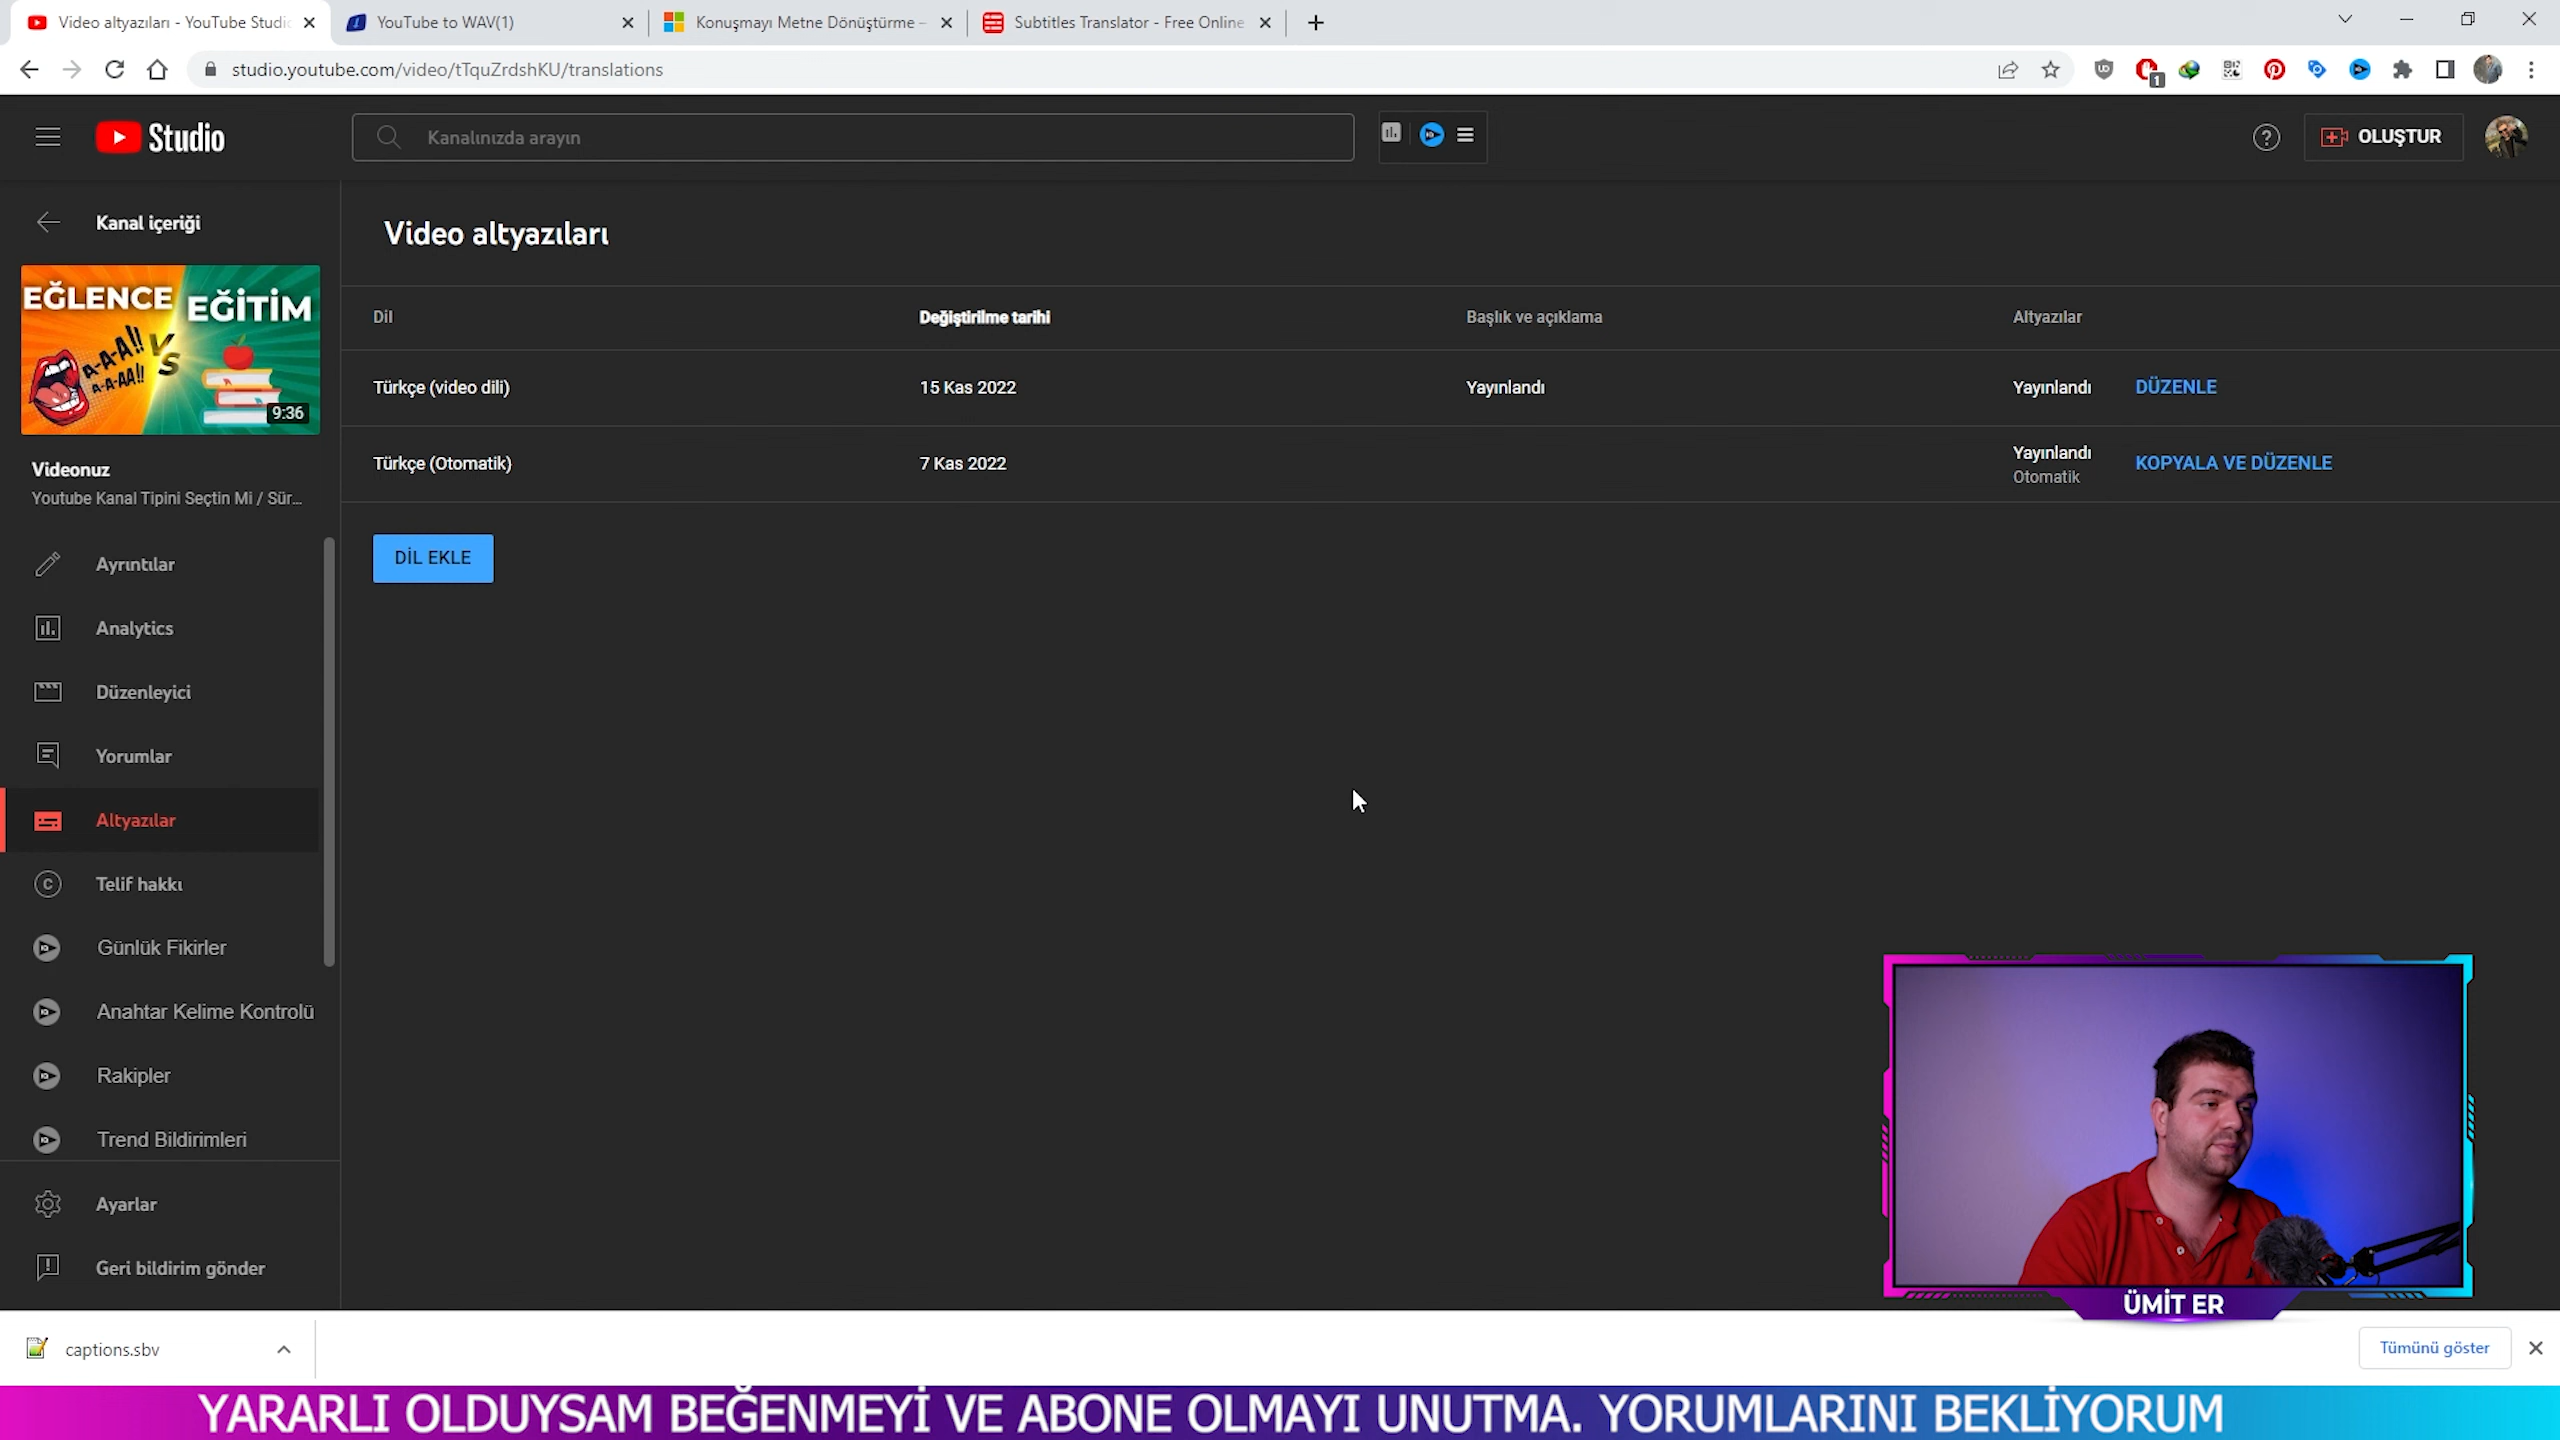 Video altyazıları - YouTube Studio
YouTube to WAV(1)
Konuşmayı Metne Dönüştürme –
Subtitles Translator - Free Online
studio.youtube.com/video/tTquZrdshKU/translations
1
Studio
Kanalınızda arayın
OLUŞTUR
Kanal içeriği
EĞLENCE VS EĞİTİM
A-A-A!!
A-A-AA!!
9:36
Videonuz
Youtube Kanal Tipini Seçtin Mi / Sür...
Ayrıntılar
Analytics
Düzenleyici
Yorumlar
Altyazılar
Telif hakkı
Günlük Fikirler
Anahtar Kelime Kontrolü
Rakipler
Trend Bildirimleri
Ayarlar
Geri bildirim gönder
Video altyazıları
Dil Değiştirilme tarihi Başlık ve açıklama Altyazılar
Türkçe (video dili) 15 Kas 2022 Yayınlandı Yayınlandı DÜZENLE
Türkçe (Otomatik) 7 Kas 2022 Yayınlandı KOPYALA VE DÜZENLE
Otomatik
DİL EKLE
ÜMİT ER
captions.sbv
Tümünü göster
YARARLI OLDUYSAM BEĞENMEYİ VE ABONE OLMAYI UNUTMA. YORUMLARINI BEKLİYORUM